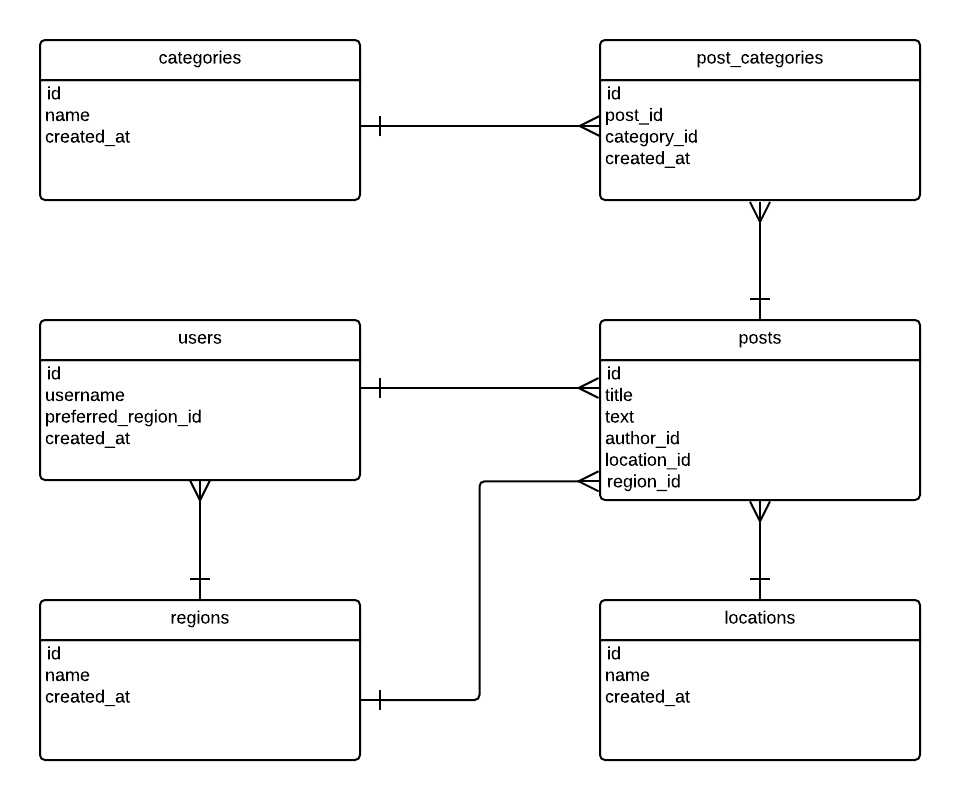 categories
id
name
created_at
post_categories
id
post_id
category_id
created_at
users
id
username
preferred_region_id
created_at
posts
id
title
text
author_id
location_id
region_id
regions
id
name
created_at
locations
id
name
created_at